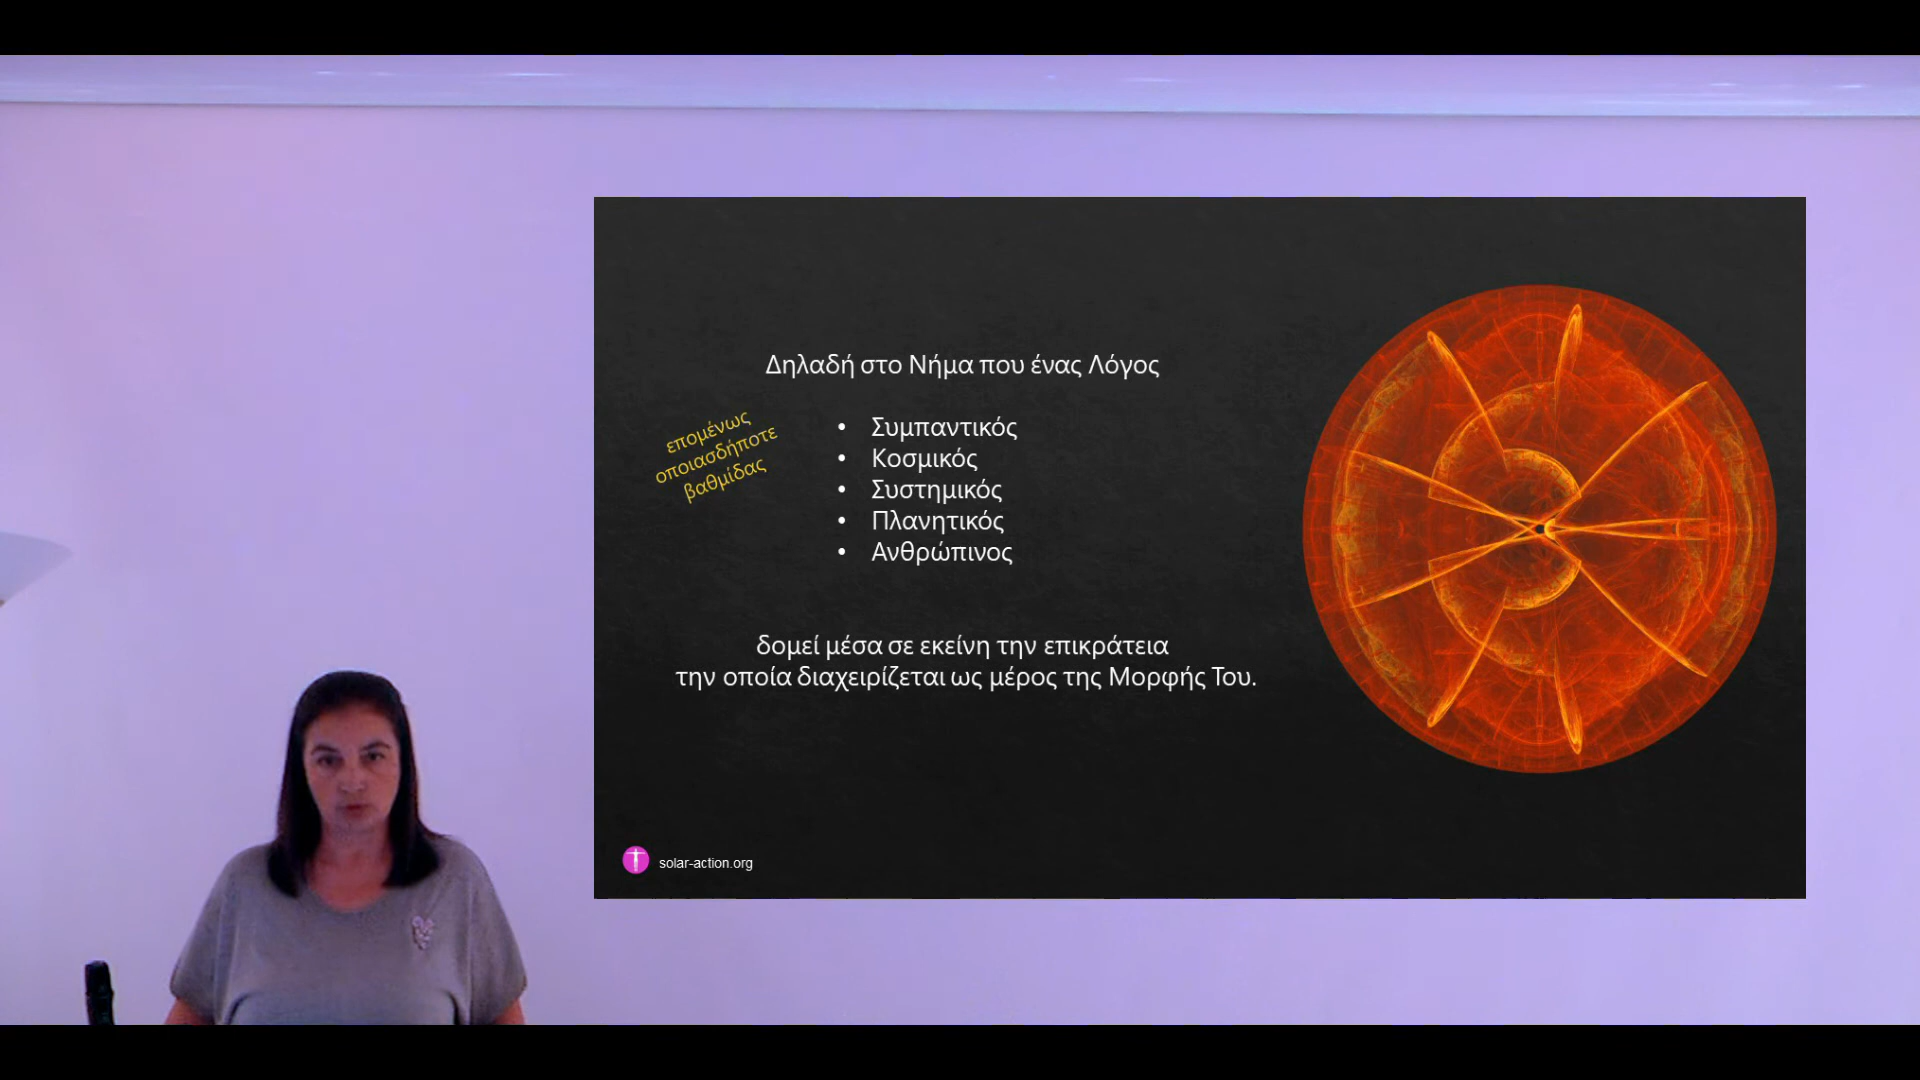 Δηλαδή στο Νήμα που ένας Λόγος
επομένως
οποιασδήποτε
βαθμίδας
• Συμπαντικός
• Κοσμικός
• Συστημικός
• Πλανητικός
• Ανθρώπινος
δομεί μέσα σε εκείνη την επικράτεια
την οποία διαχειρίζεται ως μέρος της Μορφής Του.
solar-action.org